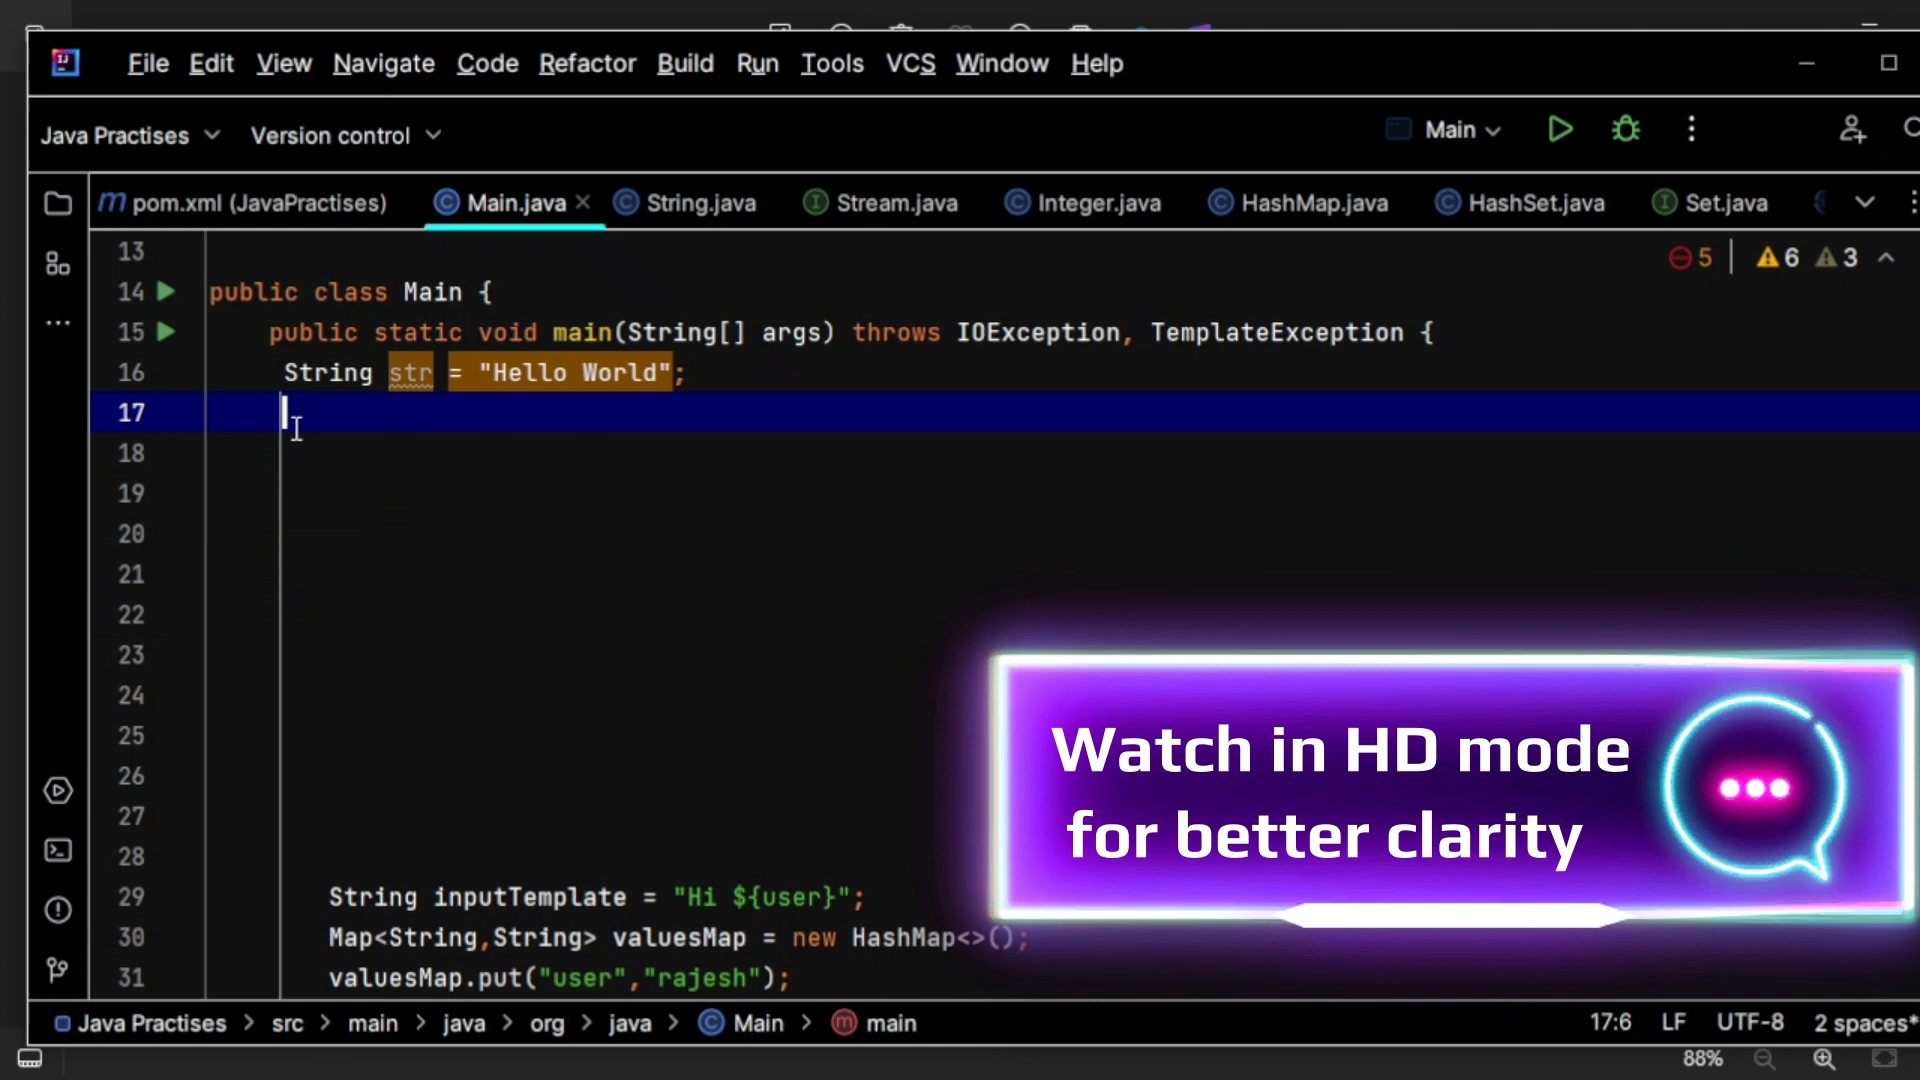 File Edit View Navigate Code Refactor Build Run Tools VCS Window Help
Java Practises Version control Main
m pom.xml (JavaPractises) Main.java String.java Stream.java Integer.java HashMap.java HashSet.java Set.java
13
5 6 3
14 public class Main {
15 public static void main(String[] args) throws IOException, TemplateException {
16 String str = "Hello World";
17
18
19
20
21
22
23
24
25
26
27
28
Watch in HD mode
for better clarity
29 String inputTemplate = "Hi ${user}";
30 Map<String,String> valuesMap = new HashMap<>();
31 valuesMap.put("user","rajesh");
Java Practises > src > main > java > org > java > Main > main 17:6 LF UTF-8 2 spaces*
88%